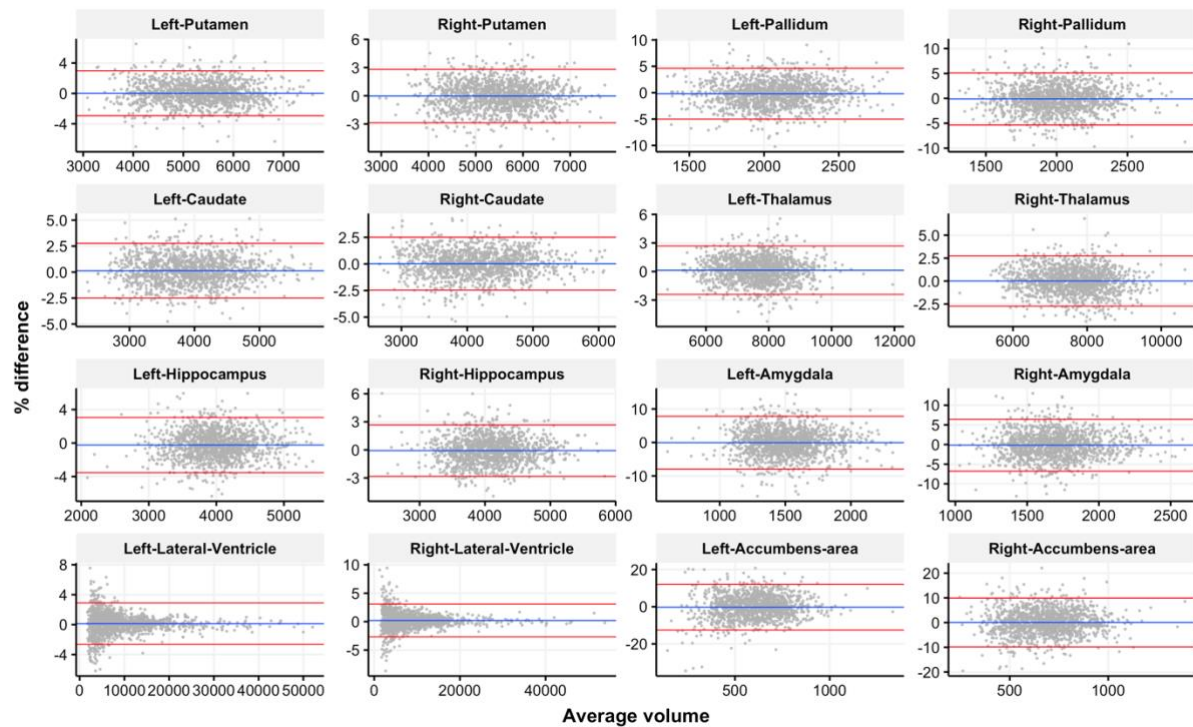 Left-Putamen
Right-Putamen
Left-Pallidum
Right-Pallidum
4
0
-4
3000 4000 5000 6000 7000
6
3
0
-3
3000 4000 5000 6000 7000
10
5
0
-5
-10
1500 2000 2500
10
5
0
-5
-10
1500 2000 2500
Left-Caudate
Right-Caudate
Left-Thalamus
Right-Thalamus
5.0
2.5
0.0
-2.5
-5.0
3000 4000 5000
2.5
0.0
-2.5
-5.0
3000 4000 5000 6000
6
3
0
-3
6000 8000 10000 12000
5.0
2.5
0.0
-2.5
6000 8000 10000
% difference
Left-Hippocampus
Right-Hippocampus
Left-Amygdala
Right-Amygdala
4
0
-4
2000 3000 4000 5000
6
3
0
-3
3000 4000 5000 6000
10
0
-10
1000 1500 2000
10
5
0
-5
-10
1000 1500 2000 2500
Left-Lateral-Ventricle
Right-Lateral-Ventricle
Left-Accumbens-area
Right-Accumbens-area
8
4
0
-4
0 10000 20000 30000 40000 50000
10
5
0
-5
0 20000 40000
20
0
-20
500 1000
20
10
0
-10
-20
500 1000
Average volume